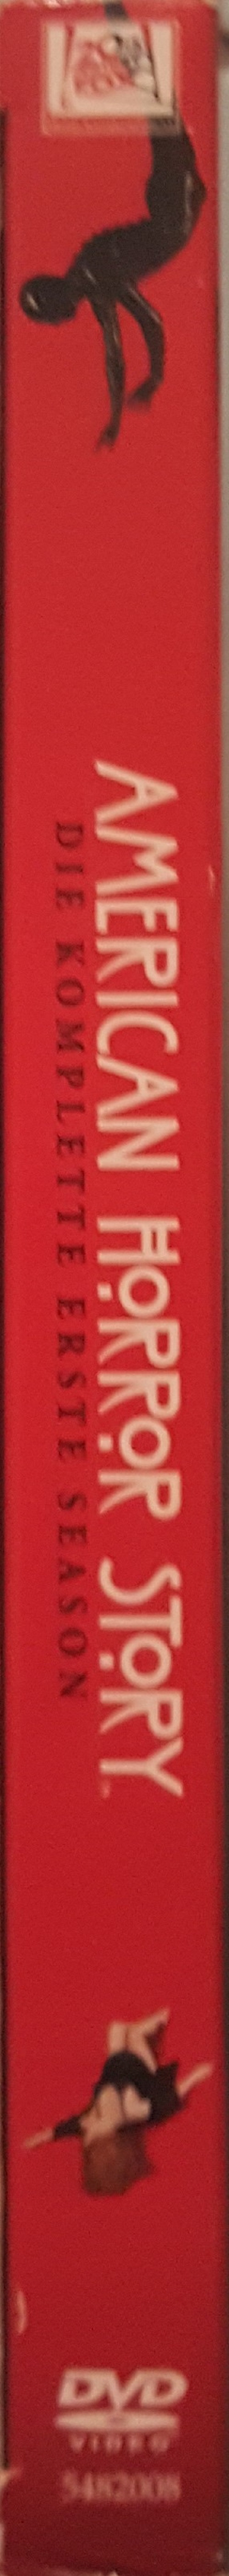 AMERICAN HORROR STORY
DIE KOMPLETTE ERSTE SEASON
DVD
VIDEO
5482008